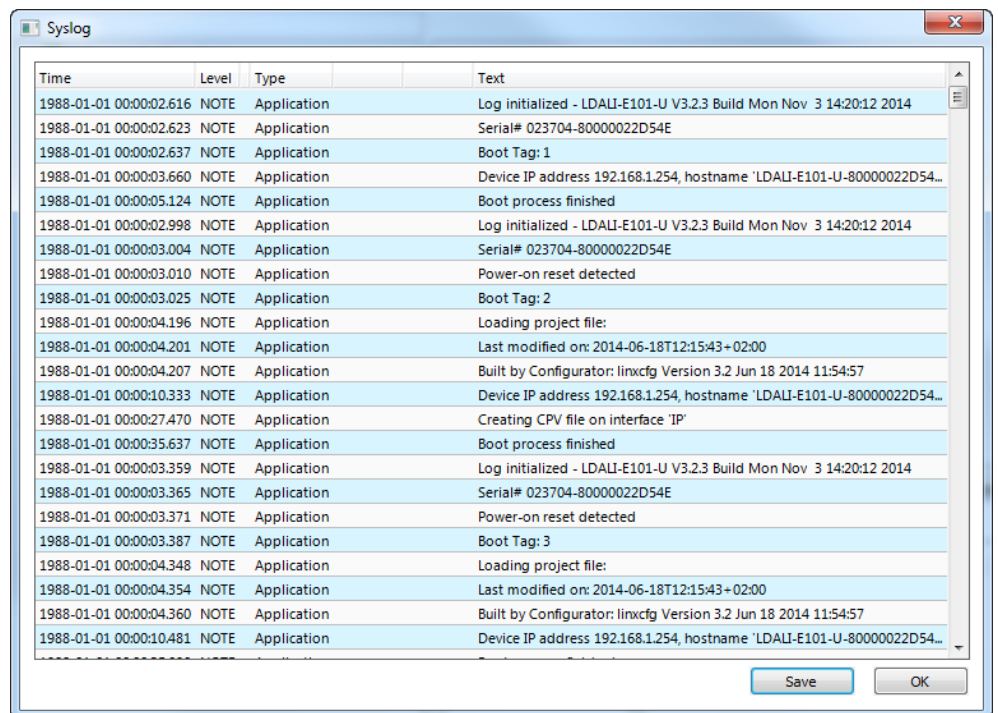 Syslog
Time Level Type Text
1988-01-01 00:00:02.616 NOTE Application Log initialized - LDALI-E101-U V3.2.3 Build Mon Nov 3 14:20:12 2014
1988-01-01 00:00:02.623 NOTE Application Serial# 023704-80000022D54E
1988-01-01 00:00:02.637 NOTE Application Boot Tag: 1
1988-01-01 00:00:03.660 NOTE Application Device IP address 192.168.1.254, hostname 'LDALI-E101-U-80000022D54...
1988-01-01 00:00:05.124 NOTE Application Boot process finished
1988-01-01 00:00:02.998 NOTE Application Log initialized - LDALI-E101-U V3.2.3 Build Mon Nov 3 14:20:12 2014
1988-01-01 00:00:03.004 NOTE Application Serial# 023704-80000022D54E
1988-01-01 00:00:03.010 NOTE Application Power-on reset detected
1988-01-01 00:00:03.025 NOTE Application Boot Tag: 2
1988-01-01 00:00:04.196 NOTE Application Loading project file:
1988-01-01 00:00:04.201 NOTE Application Last modified on: 2014-06-18T12:15:43+02:00
1988-01-01 00:00:04.207 NOTE Application Built by Configurator: linxcfg Version 3.2 Jun 18 2014 11:54:57
1988-01-01 00:00:10.333 NOTE Application Device IP address 192.168.1.254, hostname 'LDALI-E101-U-80000022D54...
1988-01-01 00:00:27.470 NOTE Application Creating CPV file on interface 'IP'
1988-01-01 00:00:35.637 NOTE Application Boot process finished
1988-01-01 00:00:03.359 NOTE Application Log initialized - LDALI-E101-U V3.2.3 Build Mon Nov 3 14:20:12 2014
1988-01-01 00:00:03.365 NOTE Application Serial# 023704-80000022D54E
1988-01-01 00:00:03.371 NOTE Application Power-on reset detected
1988-01-01 00:00:03.387 NOTE Application Boot Tag: 3
1988-01-01 00:00:04.348 NOTE Application Loading project file:
1988-01-01 00:00:04.354 NOTE Application Last modified on: 2014-06-18T12:15:43+02:00
1988-01-01 00:00:04.360 NOTE Application Built by Configurator: linxcfg Version 3.2 Jun 18 2014 11:54:57
1988-01-01 00:00:10.481 NOTE Application Device IP address 192.168.1.254, hostname 'LDALI-E101-U-80000022D54...
Save OK